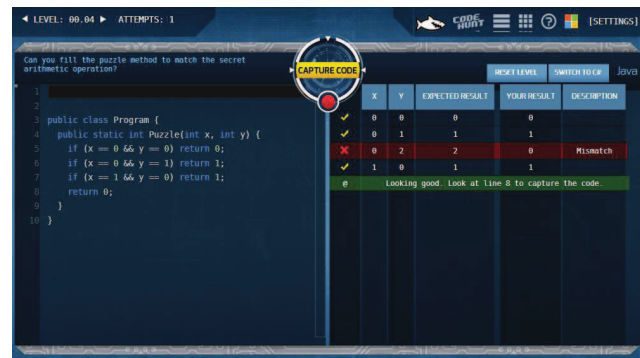 ◄ LEVEL: 00.04 ► ATTEMPTS: 1
CODE HUNT
[SETTINGS]
Can you fill the puzzle method to match the secret
arithmetic operation?
CAPTURE CODE
RESET LEVEL SWITCH TO C# Java
1
2
3 public class Program {
4 public static int Puzzle(int x, int y) {
5 if (x == 0 && y == 0) return 0;
6 if (x == 0 && y == 1) return 1;
7 if (x == 1 && y == 0) return 1;
8 return 0;
9 }
10 }
X Y EXPECTED RESULT YOUR RESULT DESCRIPTION
0 0 0 0
0 1 1 1
0 2 2 0 Mismatch
1 0 1 1
@ Looking good. Look at line 8 to capture the code.